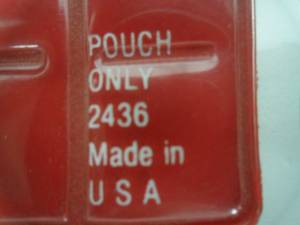 POUCH
ONLY
2436
Made in
U S A